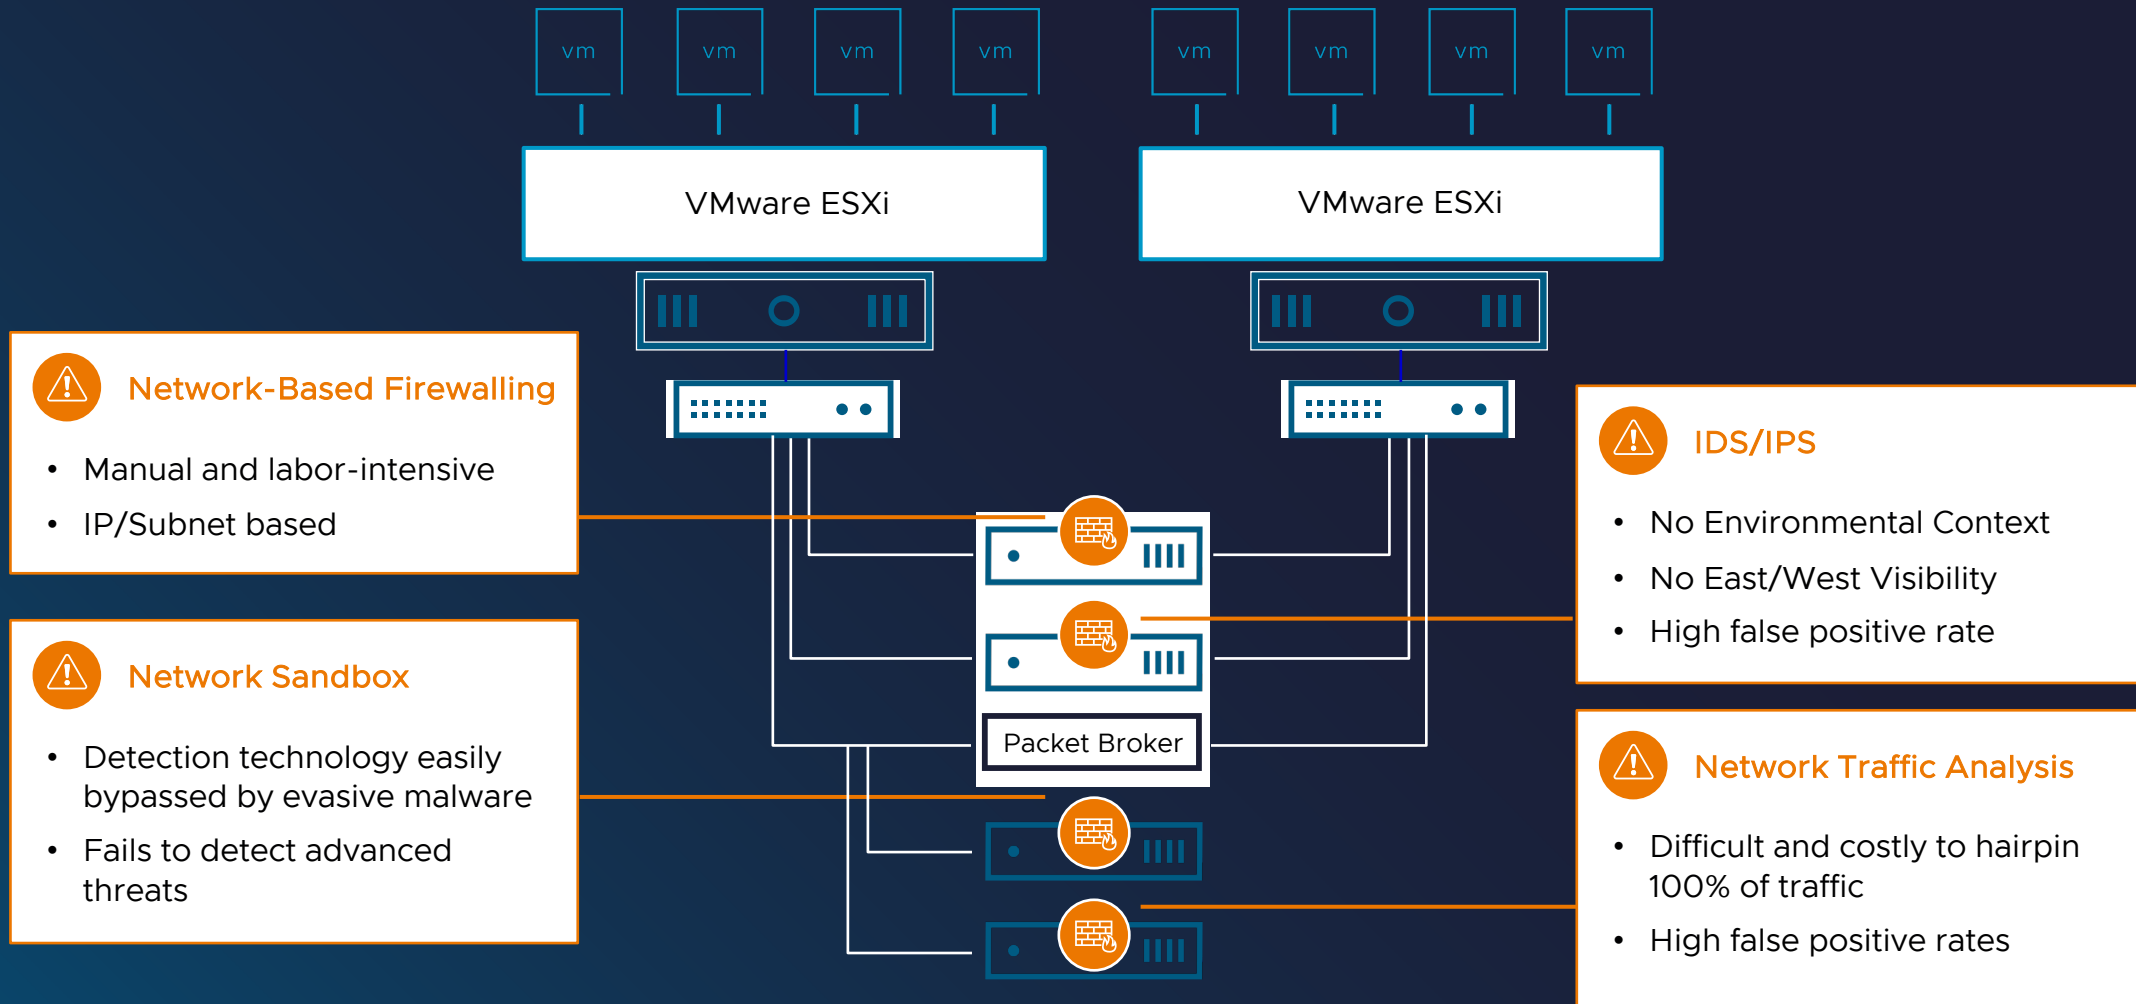 vm
vm
vm
vm
vm
vm
vm
vm
VMware ESXi
VMware ESXi
Network-Based Firewalling
• Manual and labor-intensive
• IP/Subnet based
Network Sandbox
• Detection technology easily
bypassed by evasive malware
• Fails to detect advanced
threats
Packet Broker
IDS/IPS
• No Environmental Context
• No East/West Visibility
• High false positive rate
Network Traffic Analysis
• Difficult and costly to hairpin
100% of traffic
• High false positive rates